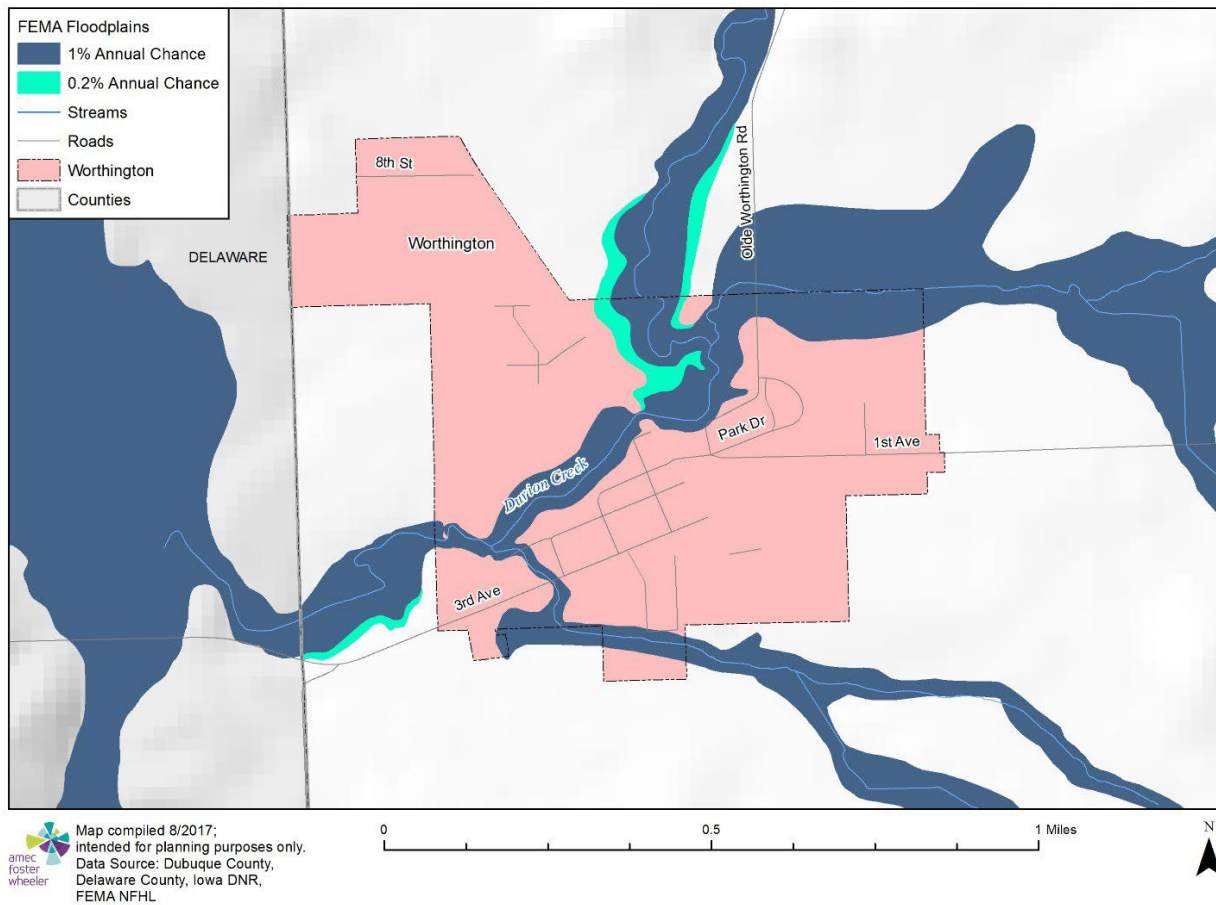 FEMA Floodplains
1% Annual Chance
0.2% Annual Chance
Streams
Roads
Worthington
Counties
8th St
Worthington
DELAWARE
Olde Worthington Rd
Park Dr
1st Ave
Durion Creek
3rd Ave
amec
foster
wheeler
Map compiled 8/2017;
intended for planning purposes only.
Data Source: Dubuque County,
Delaware County, Iowa DNR,
FEMA NFHL
0 0.5 1 Miles
N